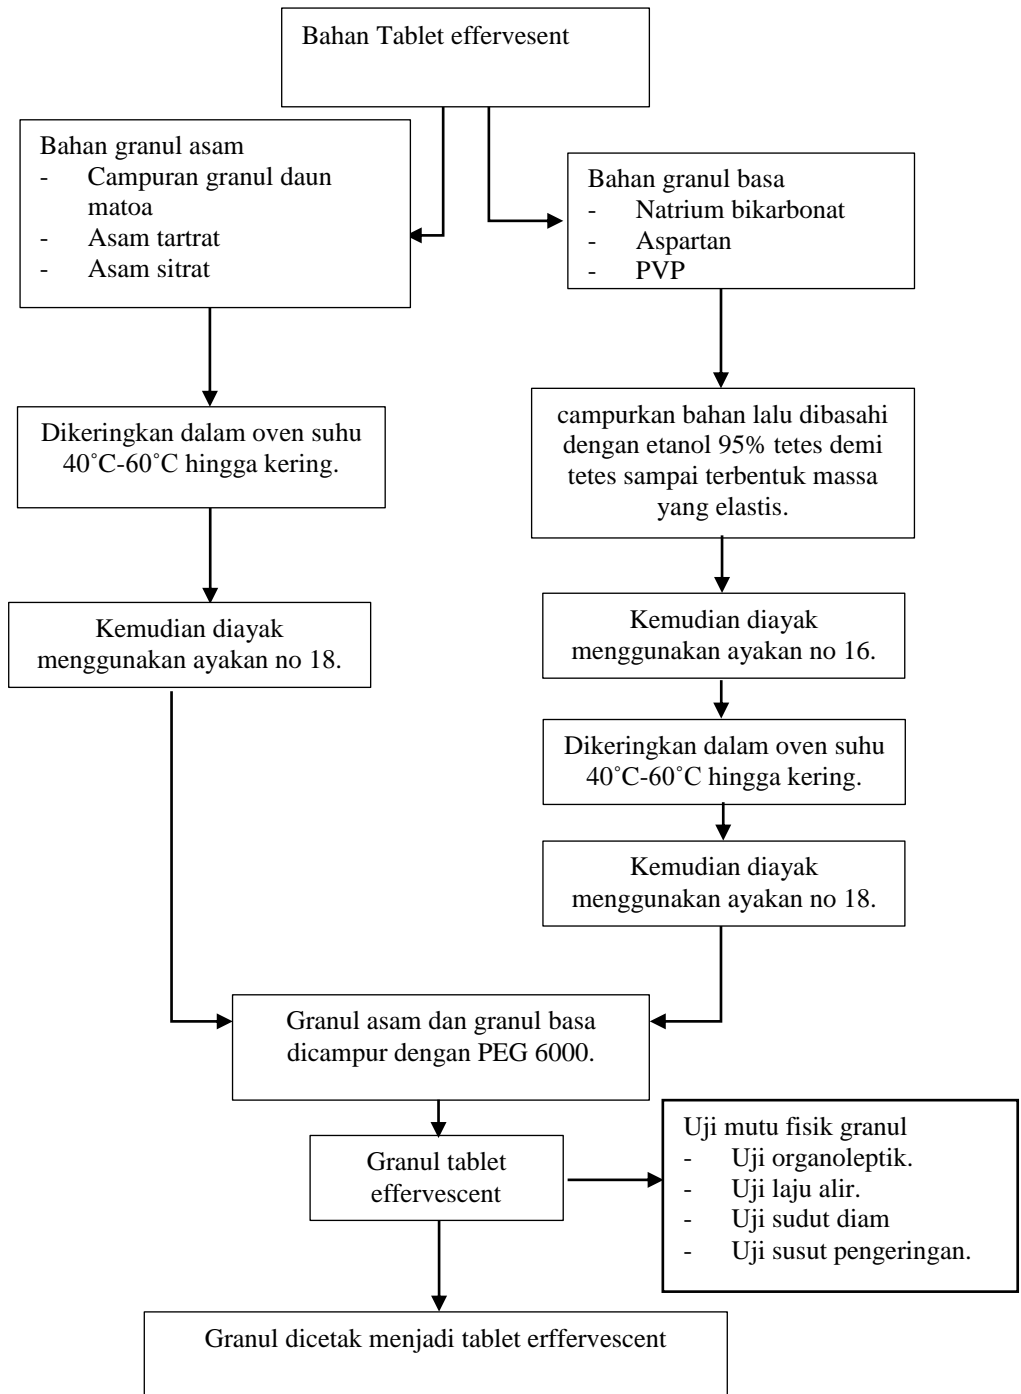 Bahan Tablet effervesent
Bahan granul asam
- Campuran granul daun
matoa
- Asam tartrat
- Asam sitrat
Bahan granul basa
- Natrium bikarbonat
- Aspartan
- PVP
Dikeringkan dalam oven suhu
40˚C-60˚C hingga kering.
campurkan bahan lalu dibasahi
dengan etanol 95% tetes demi
tetes sampai terbentuk massa
yang elastis.
Kemudian diayak
menggunakan ayakan no 18.
Kemudian diayak
menggunakan ayakan no 16.
Dikeringkan dalam oven suhu
40˚C-60˚C hingga kering.
Kemudian diayak
menggunakan ayakan no 18.
Granul asam dan granul basa
dicampur dengan PEG 6000.
Granul tablet
effervescent
Uji mutu fisik granul
- Uji organoleptik.
- Uji laju alir.
- Uji sudut diam
- Uji susut pengeringan.
Granul dicetak menjadi tablet erffervescent